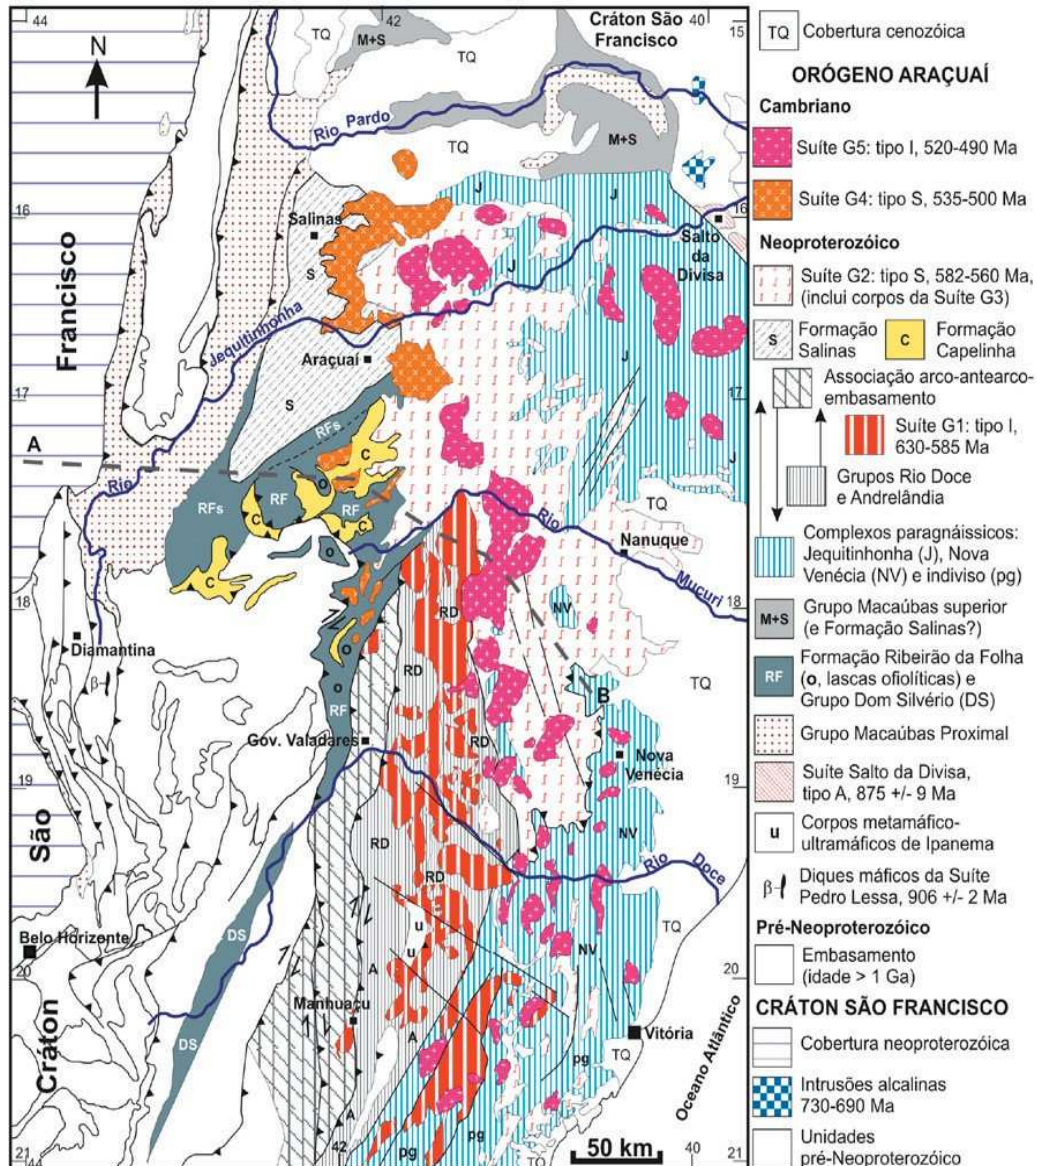 44
42
40
15
N
TQ
M+S
Cráton São
Francisco
TQ
Rio Pardo
TQ
M+S
J
J
16
Salinas
S
J
Salto
da
Divisa
16
Francisco
Jequitinhonha
Rio
Araçuaí
S
J
17
RFs
C
A
J
RFs
RF
o
RF
C
C
C
o
TQ
Rio
Nanuque
Mucuri
18
Diamantina
β
C
o
RD
NV
18
o
RF
RD
TQ
B
Gov. Valadares
RD
Nova
Venécia
19
19
São
RD
NV
RD
Rio
Doce
TQ
Belo Horizonte
20
DS
u
u
NV
TQ
20
Manhuaçu
A
A
Vitória
Cráton
DS
A
pg
TQ
Oceano Atlântico
pg
pg
50 km
21
44
42
40
21
TQ Cobertura cenozóica
ORÓGENO ARAÇUAÍ
Cambriano
Suíte G5: tipo I, 520-490 Ma
Suíte G4: tipo S, 535-500 Ma
Neoproterozóico
Suíte G2: tipo S, 582-560 Ma,
(inclui corpos da Suíte G3)
S Formação
Salinas
C Formação
Capelinha
Associação arco-antearco-
embasamento
Suíte G1: tipo I,
630-585 Ma
Grupos Rio Doce
e Andrelândia
Complexos paragnáissicos:
Jequitinhonha (J), Nova
Venécia (NV) e indiviso (pg)
M+S Grupo Macaúbas superior
(e Formação Salinas?)
RF Formação Ribeirão da Folha
(o, lascas ofiolíticas) e
Grupo Dom Silvério (DS)
Grupo Macaúbas Proximal
Suíte Salto da Divisa,
tipo A, 875 +/- 9 Ma
u Corpos metamáfico-
ultramáficos de Ipanema
β Diques máficos da Suíte
Pedro Lessa, 906 +/- 2 Ma
Pré-Neoproterozóico
Embasamento
(idade > 1 Ga)
CRÁTON SÃO FRANCISCO
Cobertura neoproterozóica
Intrusões alcalinas
730-690 Ma
Unidades
pré-Neoproterozóico